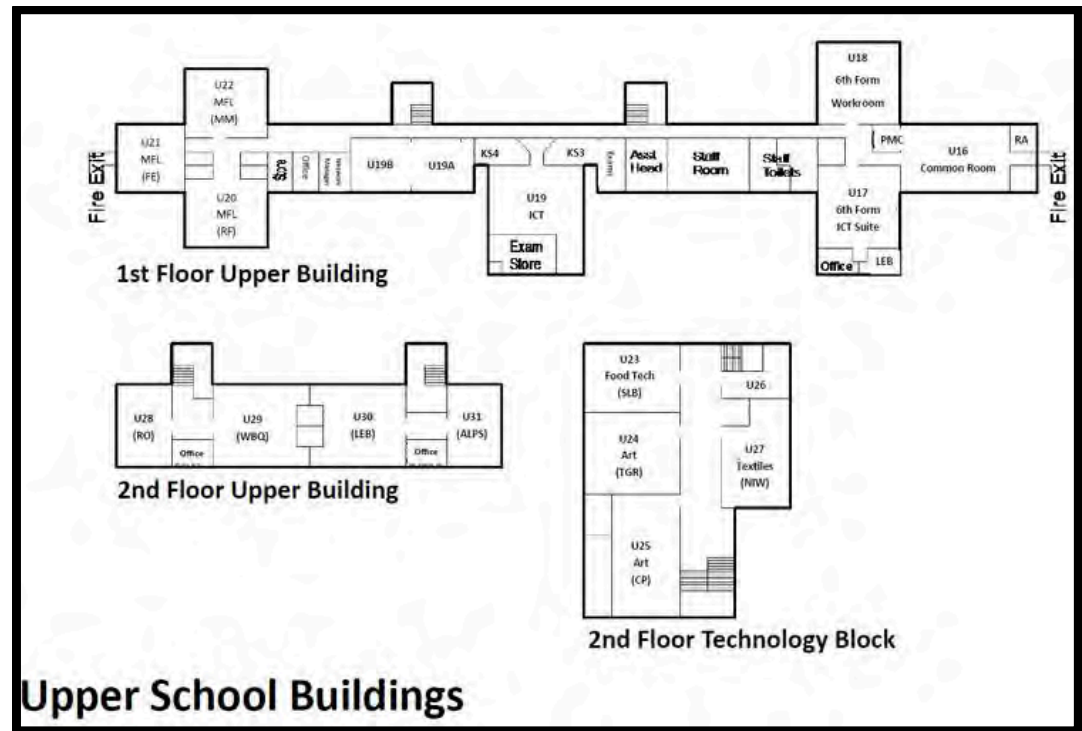 U18
6th Form
Workroom
U22
MFL
(MM)
Fire Exit
U21
MFL
(FE)
Store
Office
Manager
U19B
U19A
KS4
KS3
Exams
Asst
Head
Staff
Room
Staff
Toilets
PMC
RA
U16
Common Room
Fire Exit
U20
MFL
(RF)
U19
ICT
Exam
Store
U17
6th Form
ICT Suite
Office
LEB
1st Floor Upper Building
U28
(RO)
Office
U29
(WBQ)
U30
(LEB)
Office
U31
(ALPS)
2nd Floor Upper Building
U23
Food Tech
(SLB)
U26
U24
Art
(TGR)
U27
Textiles
(NIW)
U25
Art
(CP)
2nd Floor Technology Block
Upper School Buildings